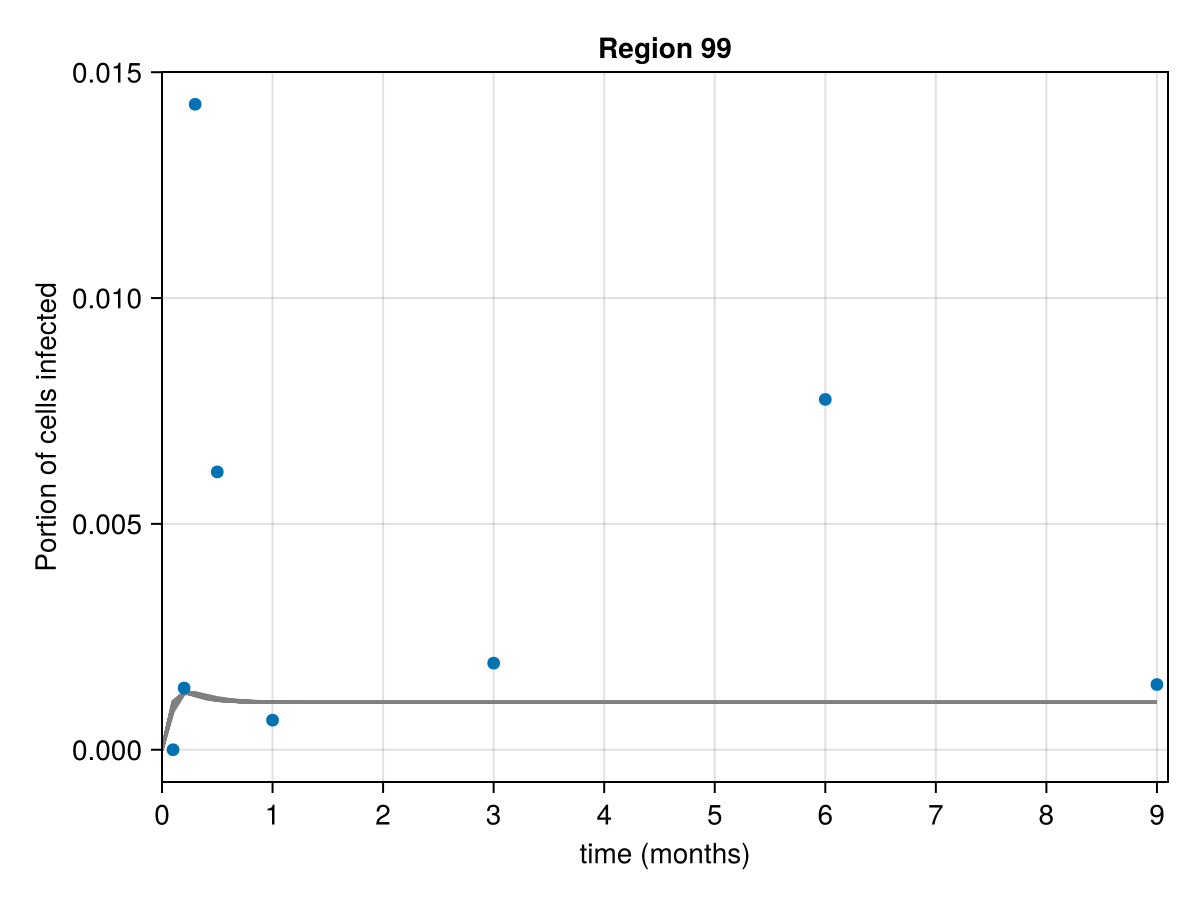 Region 99
0.015
0.010
0.005
0.000
Portion of cells infected
0 1 2 3 4 5 6 7 8 9
time (months)